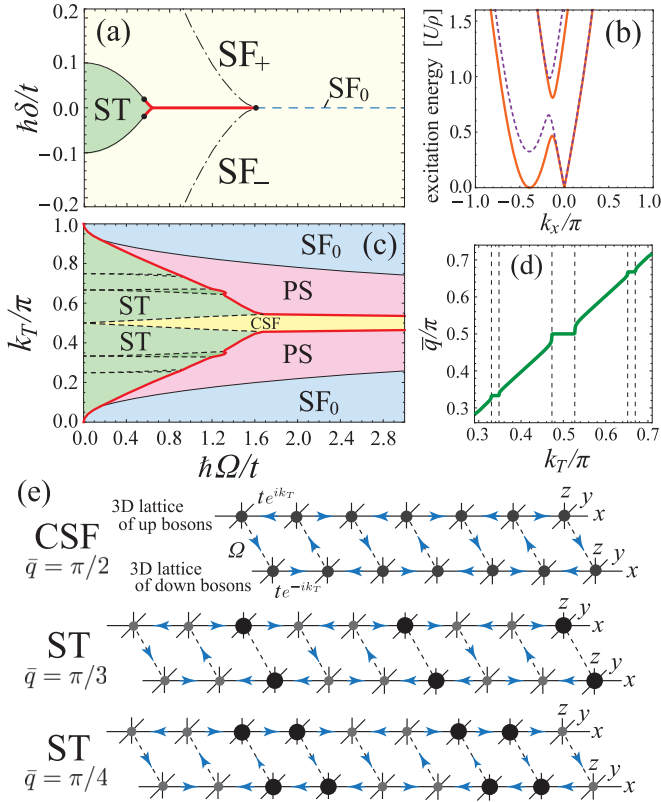 (a)
ħδ/t
0.2
0.1
0.0
−0.1
−0.2
ST
SF+
SF0
SF−
(b)
excitation energy [Uρ]
1.5
1.0
0.5
0.0
−1.0 −0.5 0.0 0.5 1.0
kx/π
(c)
kT/π
1.0
0.8
0.6
0.4
0.2
0.0
SF0
PS
ST
CSF
ST
PS
SF0
0.0 0.4 0.8 1.2 1.6 2.0 2.4 2.8
ħΩ/t
(d)
q̄/π
0.7
0.6
0.5
0.4
0.3
0.3 0.4 0.5 0.6 0.7
kT/π
(e)
CSF
q̄ = π/2
3D lattice
of up bosons
te^{ikT}
z y x
Ω
3D lattice
of down bosons
te^{−ikT}
z y x
ST
q̄ = π/3
z y x
z y x
ST
q̄ = π/4
z y x
z y x